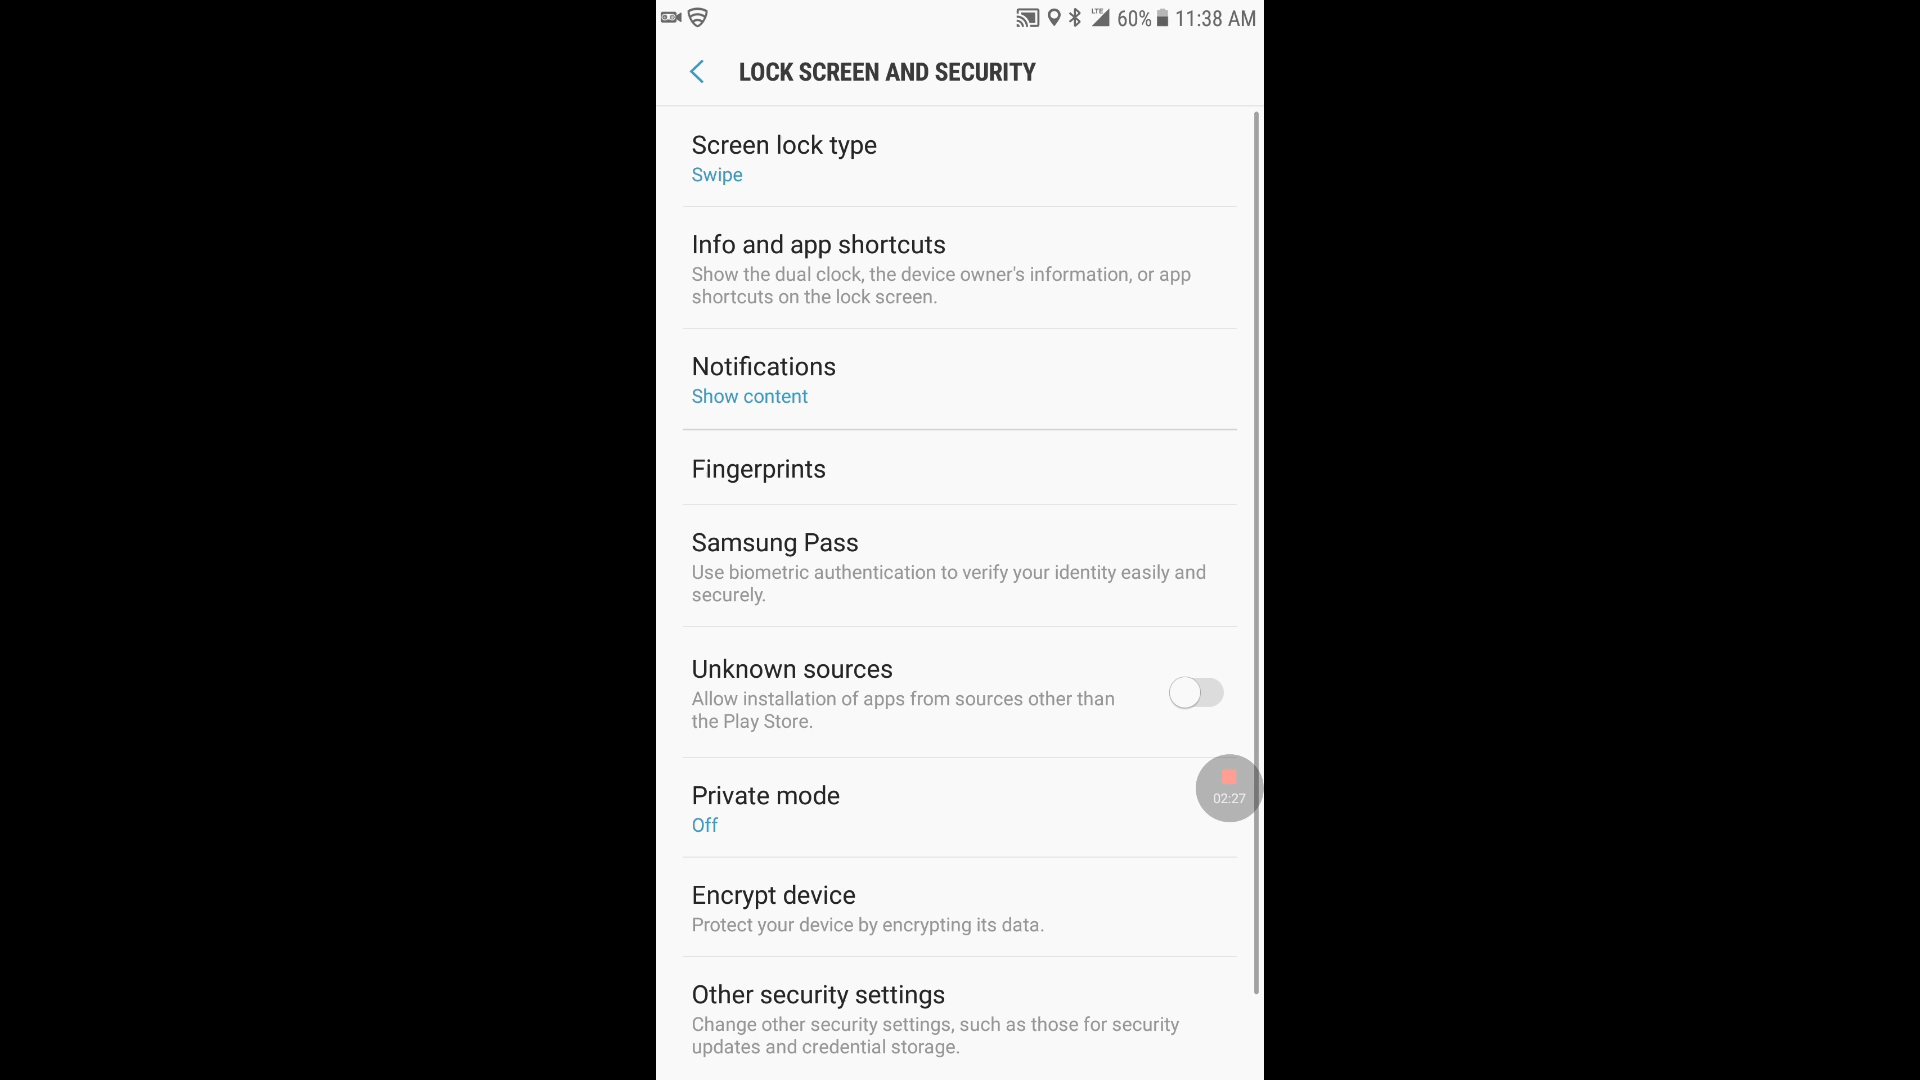 LTE 60% 11:38 AM
LOCK SCREEN AND SECURITY
Screen lock type
Swipe
Info and app shortcuts
Show the dual clock, the device owner's information, or app
shortcuts on the lock screen.
Notifications
Show content
Fingerprints
Samsung Pass
Use biometric authentication to verify your identity easily and
securely.
Unknown sources
Allow installation of apps from sources other than
the Play Store.
Private mode
Off
02:27
Encrypt device
Protect your device by encrypting its data.
Other security settings
Change other security settings, such as those for security
updates and credential storage.